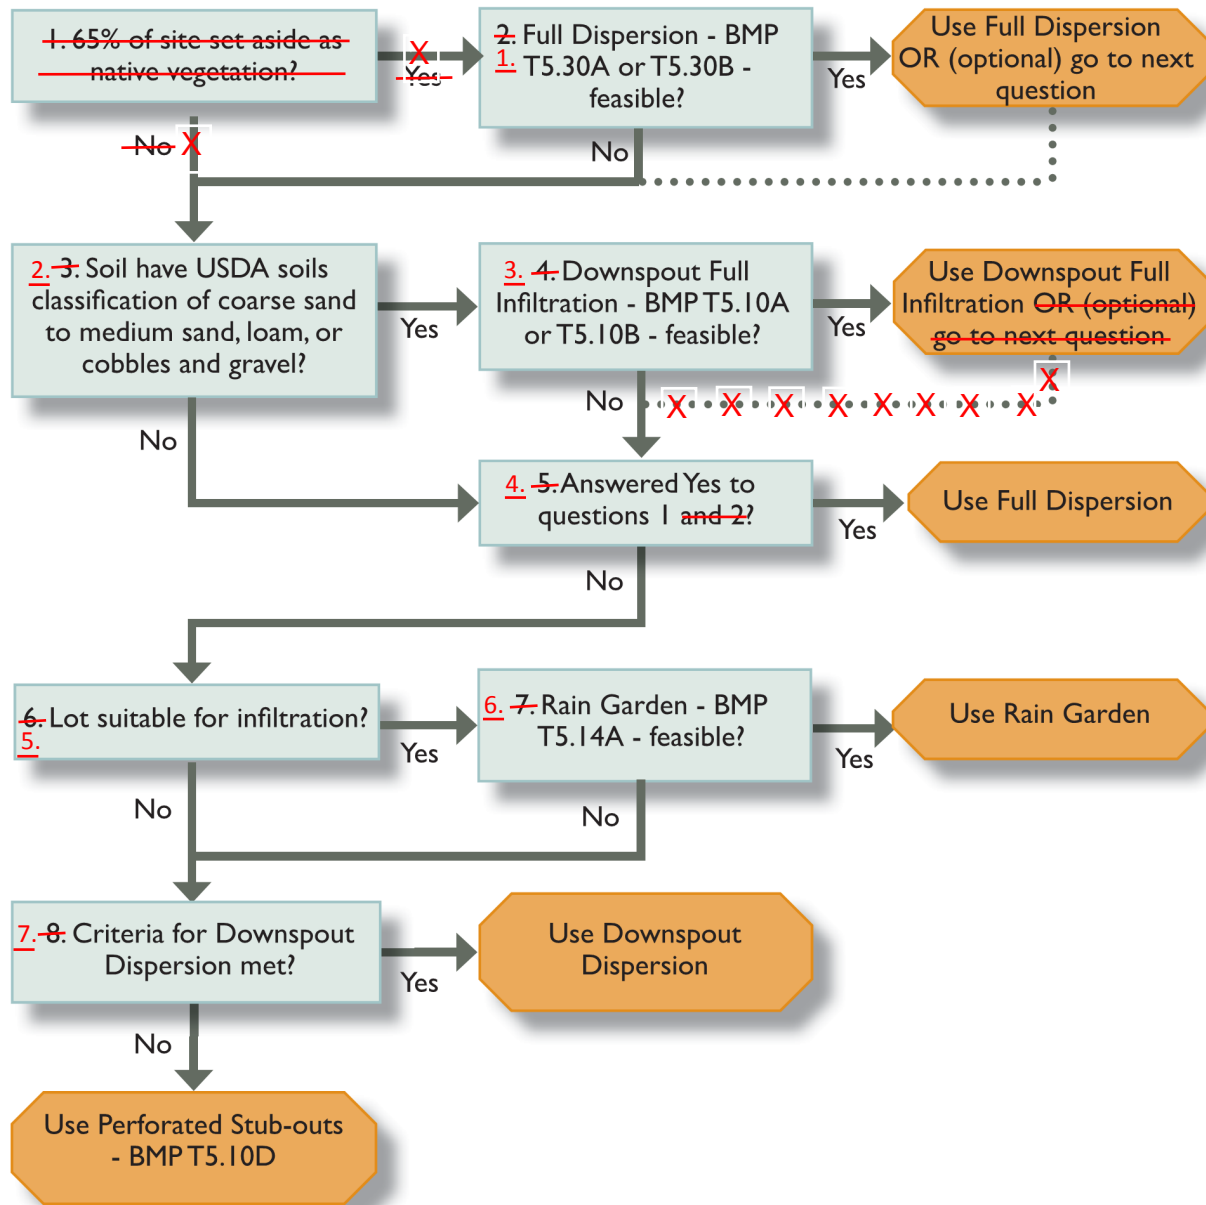 1. 65% of site set aside as
native vegetation?
X
Yes
2. Full Dispersion - BMP
1. T5.30A or T5.30B -
feasible?
Yes
Use Full Dispersion
OR (optional) go to next
question
No X
No
2. 3. Soil have USDA soils
classification of coarse sand
to medium sand, loam, or
cobbles and gravel?
Yes
3. 4. Downspout Full
Infiltration - BMP T5.10A
or T5.10B - feasible?
Yes
Use Downspout Full
Infiltration OR (optional)
go to next question
X
No
X X X X X X X X
No
4. 5. Answered Yes to
questions 1 and 2?
Yes
Use Full Dispersion
No
6. Lot suitable for infiltration?
5.
Yes
6. 7. Rain Garden - BMP
T5.14A - feasible?
Yes
Use Rain Garden
No
No
7. 8. Criteria for Downspout
Dispersion met?
Yes
Use Downspout
Dispersion
No
Use Perforated Stub-outs
- BMP T5.10D